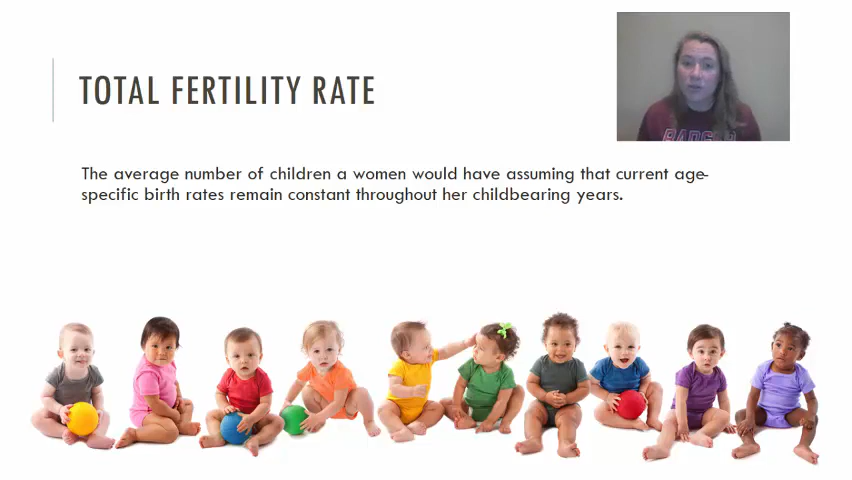 TOTAL FERTILITY RATE
The average number of children a women would have assuming that current age-
specific birth rates remain constant throughout her childbearing years.